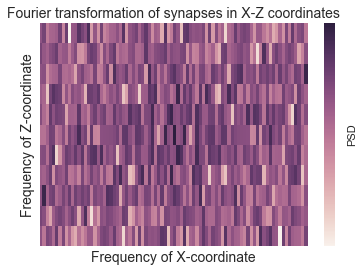 Fourier transformation of synapses in X-Z coordinates
Frequency of Z-coordinate
PSD
Frequency of X-coordinate